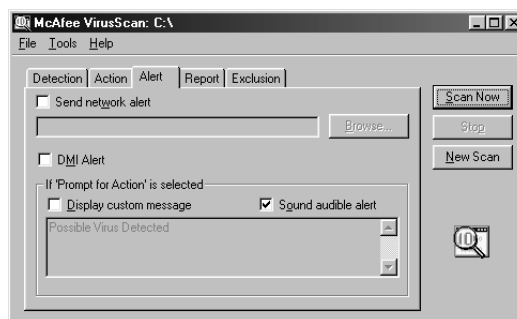 McAfee VirusScan: C:\
File Tools Help
Detection Action Alert Report Exclusion
Send network alert
Browse...
DMI Alert
If 'Prompt for Action' is selected
Display custom message Sound audible alert
Possible Virus Detected
Scan Now
Stop
New Scan